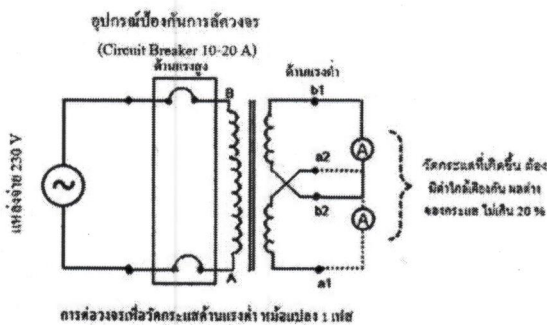 อุปกรณ์ป้องกันการลัดวงจร
(Circuit Breaker 10-20 A)
ด้านแรงสูง
ด้านแรงต่ำ
B
b1
A
แหล่งจ่าย 230 V
a2
b2
A
วัดกระแสที่เกิดขึ้น ต้อง
มีค่าใกล้เคียงกัน ผลต่าง
ของกระแส ไม่เกิน 20 %
A
a1
การต่อวงจรเพื่อวัดกระแสด้านแรงต่ำ หม้อแปลง 1 เฟส